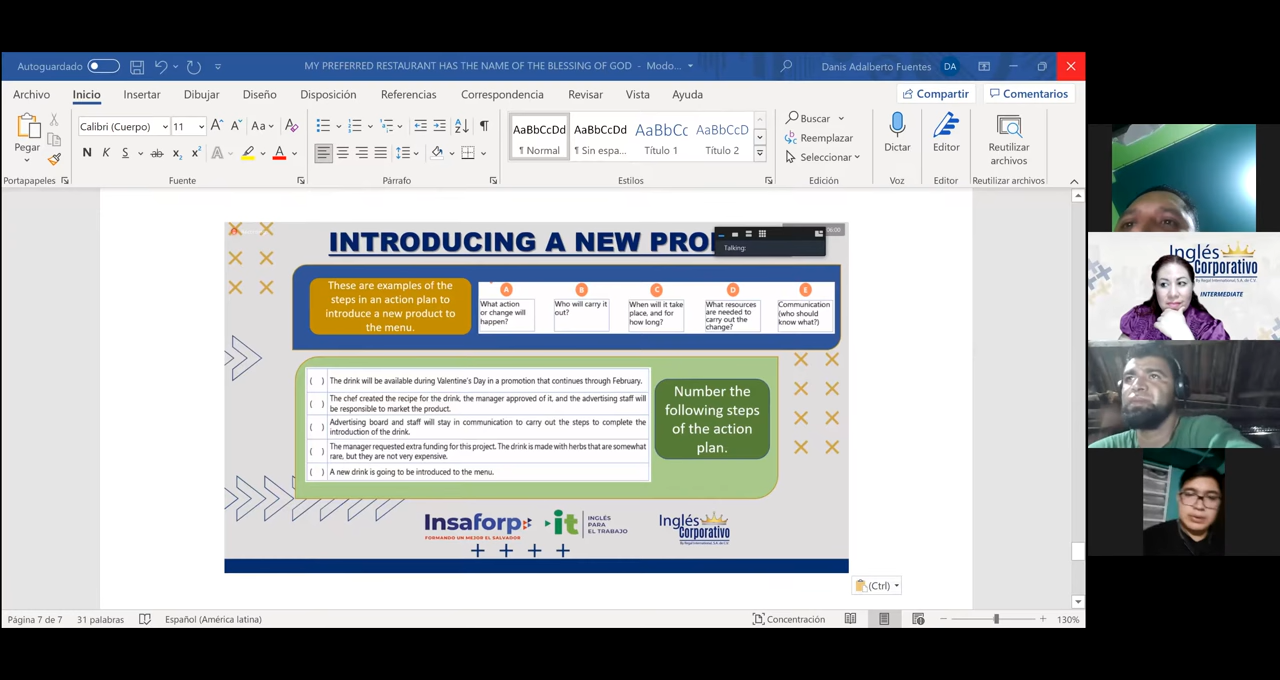 Autoguardado
MY PREFERRED RESTAURANT HAS THE NAME OF THE BLESSING OF GOD - Modo...
Danis Adalberto Fuentes DA
Archivo Inicio Insertar Dibujar Diseño Disposición Referencias Correspondencia Revisar Vista Ayuda Compartir Comentarios
Pegar
Calibri (Cuerpo) 11
N K S ab
AaBbCcDd AaBbCcDd AaBbCc AaBbCcD
¶ Normal ¶ Sin espa... Título 1 Título 2
Buscar
Reemplazar
Seleccionar
Dictar
Editor
Reutilizar
archivos
Portapapeles Fuente Párrafo Estilos Edición Voz Editor Reutilizar archivos
INTRODUCING A NEW PRO
Talking:
06:00
These are examples of the
steps in an action plan to
introduce a new product to
the menu.
A B C D E
What action
or change will
happen?
Who will carry it
out?
When will it take
place, and for
how long?
What resources
are needed to
carry out the
change?
Communication
(who should
know what?)
( ) The drink will be available during Valentine's Day in a promotion that continues through February.
( ) The chef created the recipe for the drink, the manager approved of it, and the advertising staff will
be responsible to market the product.
( ) Advertising board and staff will stay in communication to carry out the steps to complete the
introduction of the drink.
( ) The manager requested extra funding for this project. The drink is made with herbs that are somewhat
rare, but they are not very expensive.
( ) A new drink is going to be introduced to the menu.
Number the
following steps
of the action
plan.
Insaforp
FORMANDO UN MEJOR EL SALVADOR
it
INGLÉS
PARA
EL TRABAJO
Inglés
Corporativo
By Regal International, S.A. de C.V.
(Ctrl)
Página 7 de 7 31 palabras Español (América latina) Concentración 130%
Inglés
Corporativo
By Regal International, S.A. de C.V.
INTERMEDIATE